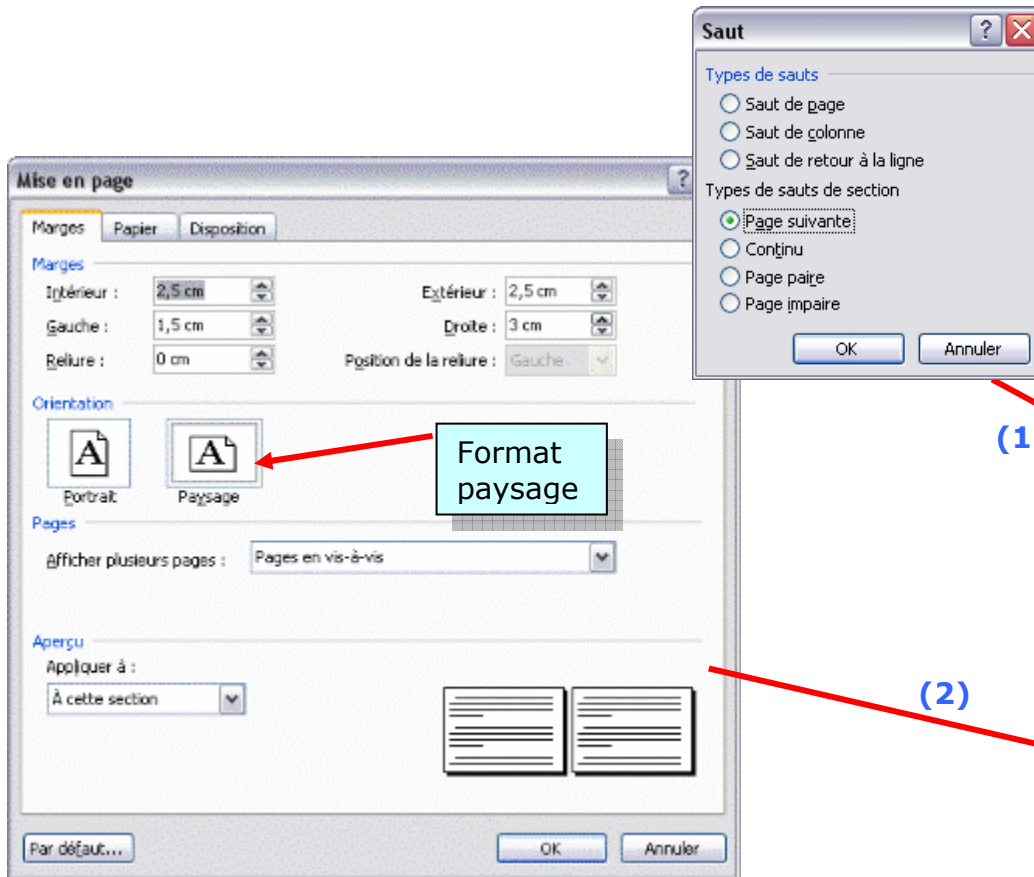 Saut
Types de sauts
Saut de page
Saut de colonne
Saut de retour à la ligne
Types de sauts de section
Page suivante
Continu
Page paire
Page impaire
OK Annuler
(1
Mise en page
Marges Papier Disposition
Marges
Intérieur : 2,5 cm Extérieur : 2,5 cm
Gauche : 1,5 cm Droite : 3 cm
Reliure : 0 cm Position de la reliure : Gauche
Orientation
A A
Portrait Paysage
Format
paysage
Pages
Afficher plusieurs pages : Pages en vis-à-vis
Aperçu
Appliquer à :
À cette section
(2)
Par défaut... OK Annuler